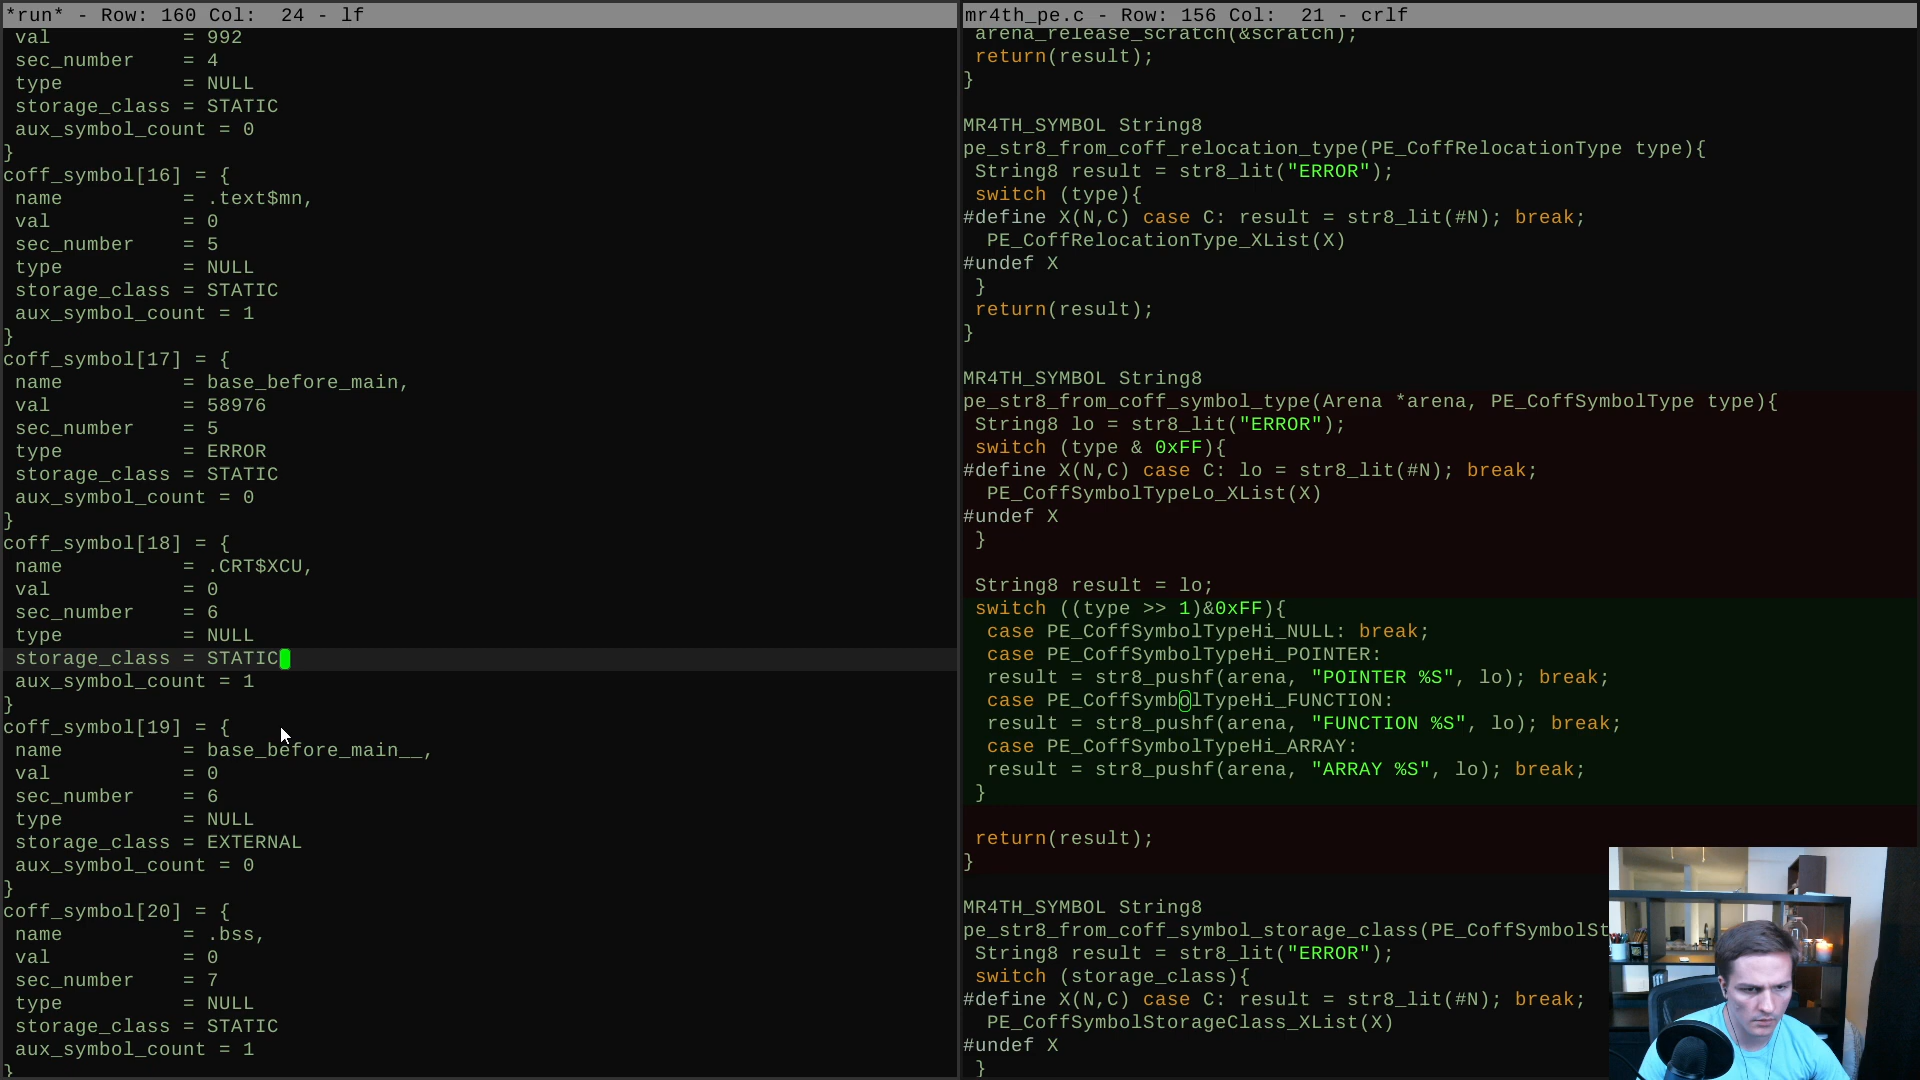 *run* - Row: 160 Col:  24 - lf
 val            = 992
 sec_number     = 4
 type           = NULL
 storage_class = STATIC
 aux_symbol_count = 0
}
coff_symbol[16] = {
 name           = .text$mn,
 val            = 0
 sec_number     = 5
 type           = NULL
 storage_class = STATIC
 aux_symbol_count = 1
}
coff_symbol[17] = {
 name           = base_before_main,
 val            = 58976
 sec_number     = 5
 type           = ERROR
 storage_class = STATIC
 aux_symbol_count = 0
}
coff_symbol[18] = {
 name           = .CRT$XCU,
 val            = 0
 sec_number     = 6
 type           = NULL
 storage_class = STATIC
 aux_symbol_count = 1
}
coff_symbol[19] = {
 name           = base_before_main__,
 val            = 0
 sec_number     = 6
 type           = NULL
 storage_class = EXTERNAL
 aux_symbol_count = 0
}
coff_symbol[20] = {
 name           = .bss,
 val            = 0
 sec_number     = 7
 type           = NULL
 storage_class = STATIC
 aux_symbol_count = 1
}
mr4th_pe.c - Row: 156 Col:  21 - crlf
 arena_release_scratch(&scratch);
 return(result);
}
MR4TH_SYMBOL String8
pe_str8_from_coff_relocation_type(PE_CoffRelocationType type){
 String8 result = str8_lit("ERROR");
 switch (type){
#define X(N,C) case C: result = str8_lit(#N); break;
  PE_CoffRelocationType_XList(X)
#undef X
 }
 return(result);
}
MR4TH_SYMBOL String8
pe_str8_from_coff_symbol_type(Arena *arena, PE_CoffSymbolType type){
 String8 lo = str8_lit("ERROR");
 switch (type & 0xFF){
#define X(N,C) case C: lo = str8_lit(#N); break;
  PE_CoffSymbolTypeLo_XList(X)
#undef X
 }
 String8 result = lo;
 switch ((type >> 1)&0xFF){
  case PE_CoffSymbolTypeHi_NULL: break;
  case PE_CoffSymbolTypeHi_POINTER:
  result = str8_pushf(arena, "POINTER %S", lo); break;
  case PE_CoffSymbolTypeHi_FUNCTION:
  result = str8_pushf(arena, "FUNCTION %S", lo); break;
  case PE_CoffSymbolTypeHi_ARRAY:
  result = str8_pushf(arena, "ARRAY %S", lo); break;
 }
 return(result);
}
MR4TH_SYMBOL String8
pe_str8_from_coff_symbol_storage_class(PE_CoffSymbolSt
 String8 result = str8_lit("ERROR");
 switch (storage_class){
#define X(N,C) case C: result = str8_lit(#N); break;
  PE_CoffSymbolStorageClass_XList(X)
#undef X
 }